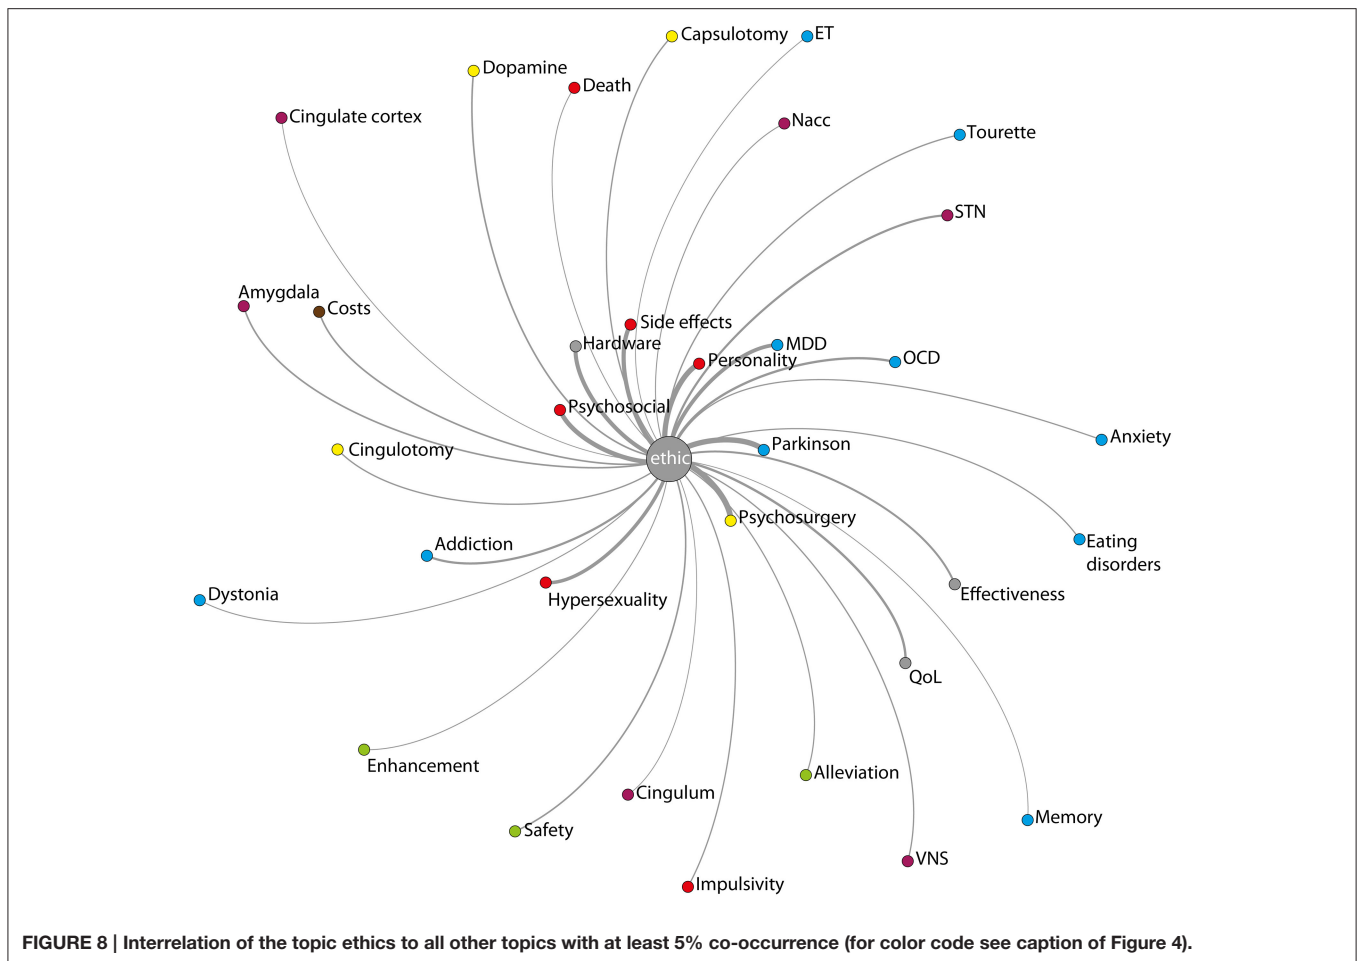 Capsulotomy
ET
Dopamine
Death
Cingulate cortex
Nacc
Tourette
STN
Amygdala
Costs
Side effects
Hardware
MDD
Personality
OCD
Psychosocial
Anxiety
Cingulotomy
Parkinson
ethic
Psychosurgery
Addiction
Eating
disorders
Dystonia
Hypersexuality
Effectiveness
QoL
Enhancement
Alleviation
Cingulum
Memory
Safety
VNS
Impulsivity
FIGURE 8 | Interrelation of the topic ethics to all other topics with at least 5% co-occurrence (for color code see caption of Figure 4).